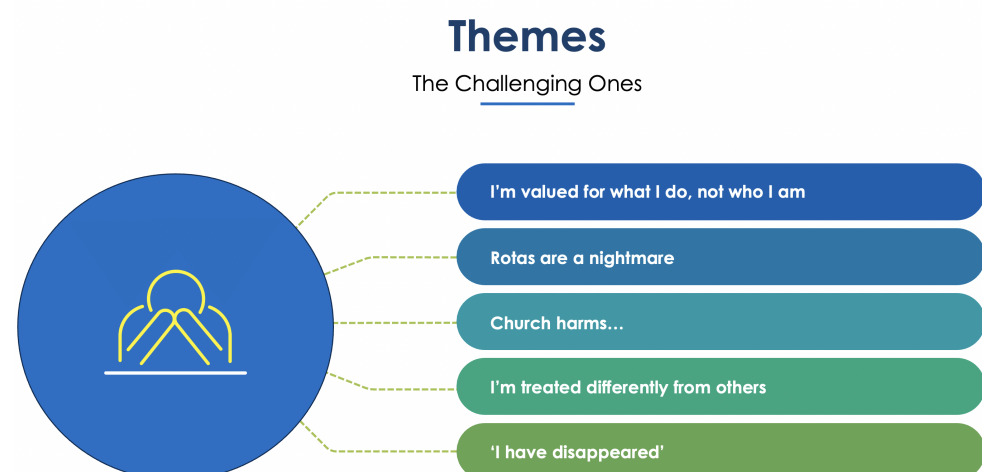 Themes
The Challenging Ones
I'm valued for what I do, not who I am
Rotas are a nightmare
Church harms...
I'm treated differently from others
'I have disappeared'